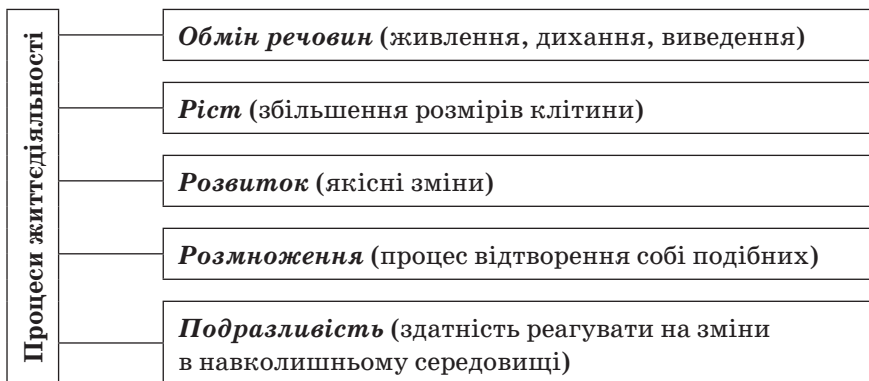 Процеси життєдіяльності
Обмін речовин (живлення, дихання, виведення)
Ріст (збільшення розмірів клітини)
Розвиток (якісні зміни)
Розмноження (процес відтворення собі подібних)
Подразливість (здатність реагувати на зміни
в навколишньому середовищі)